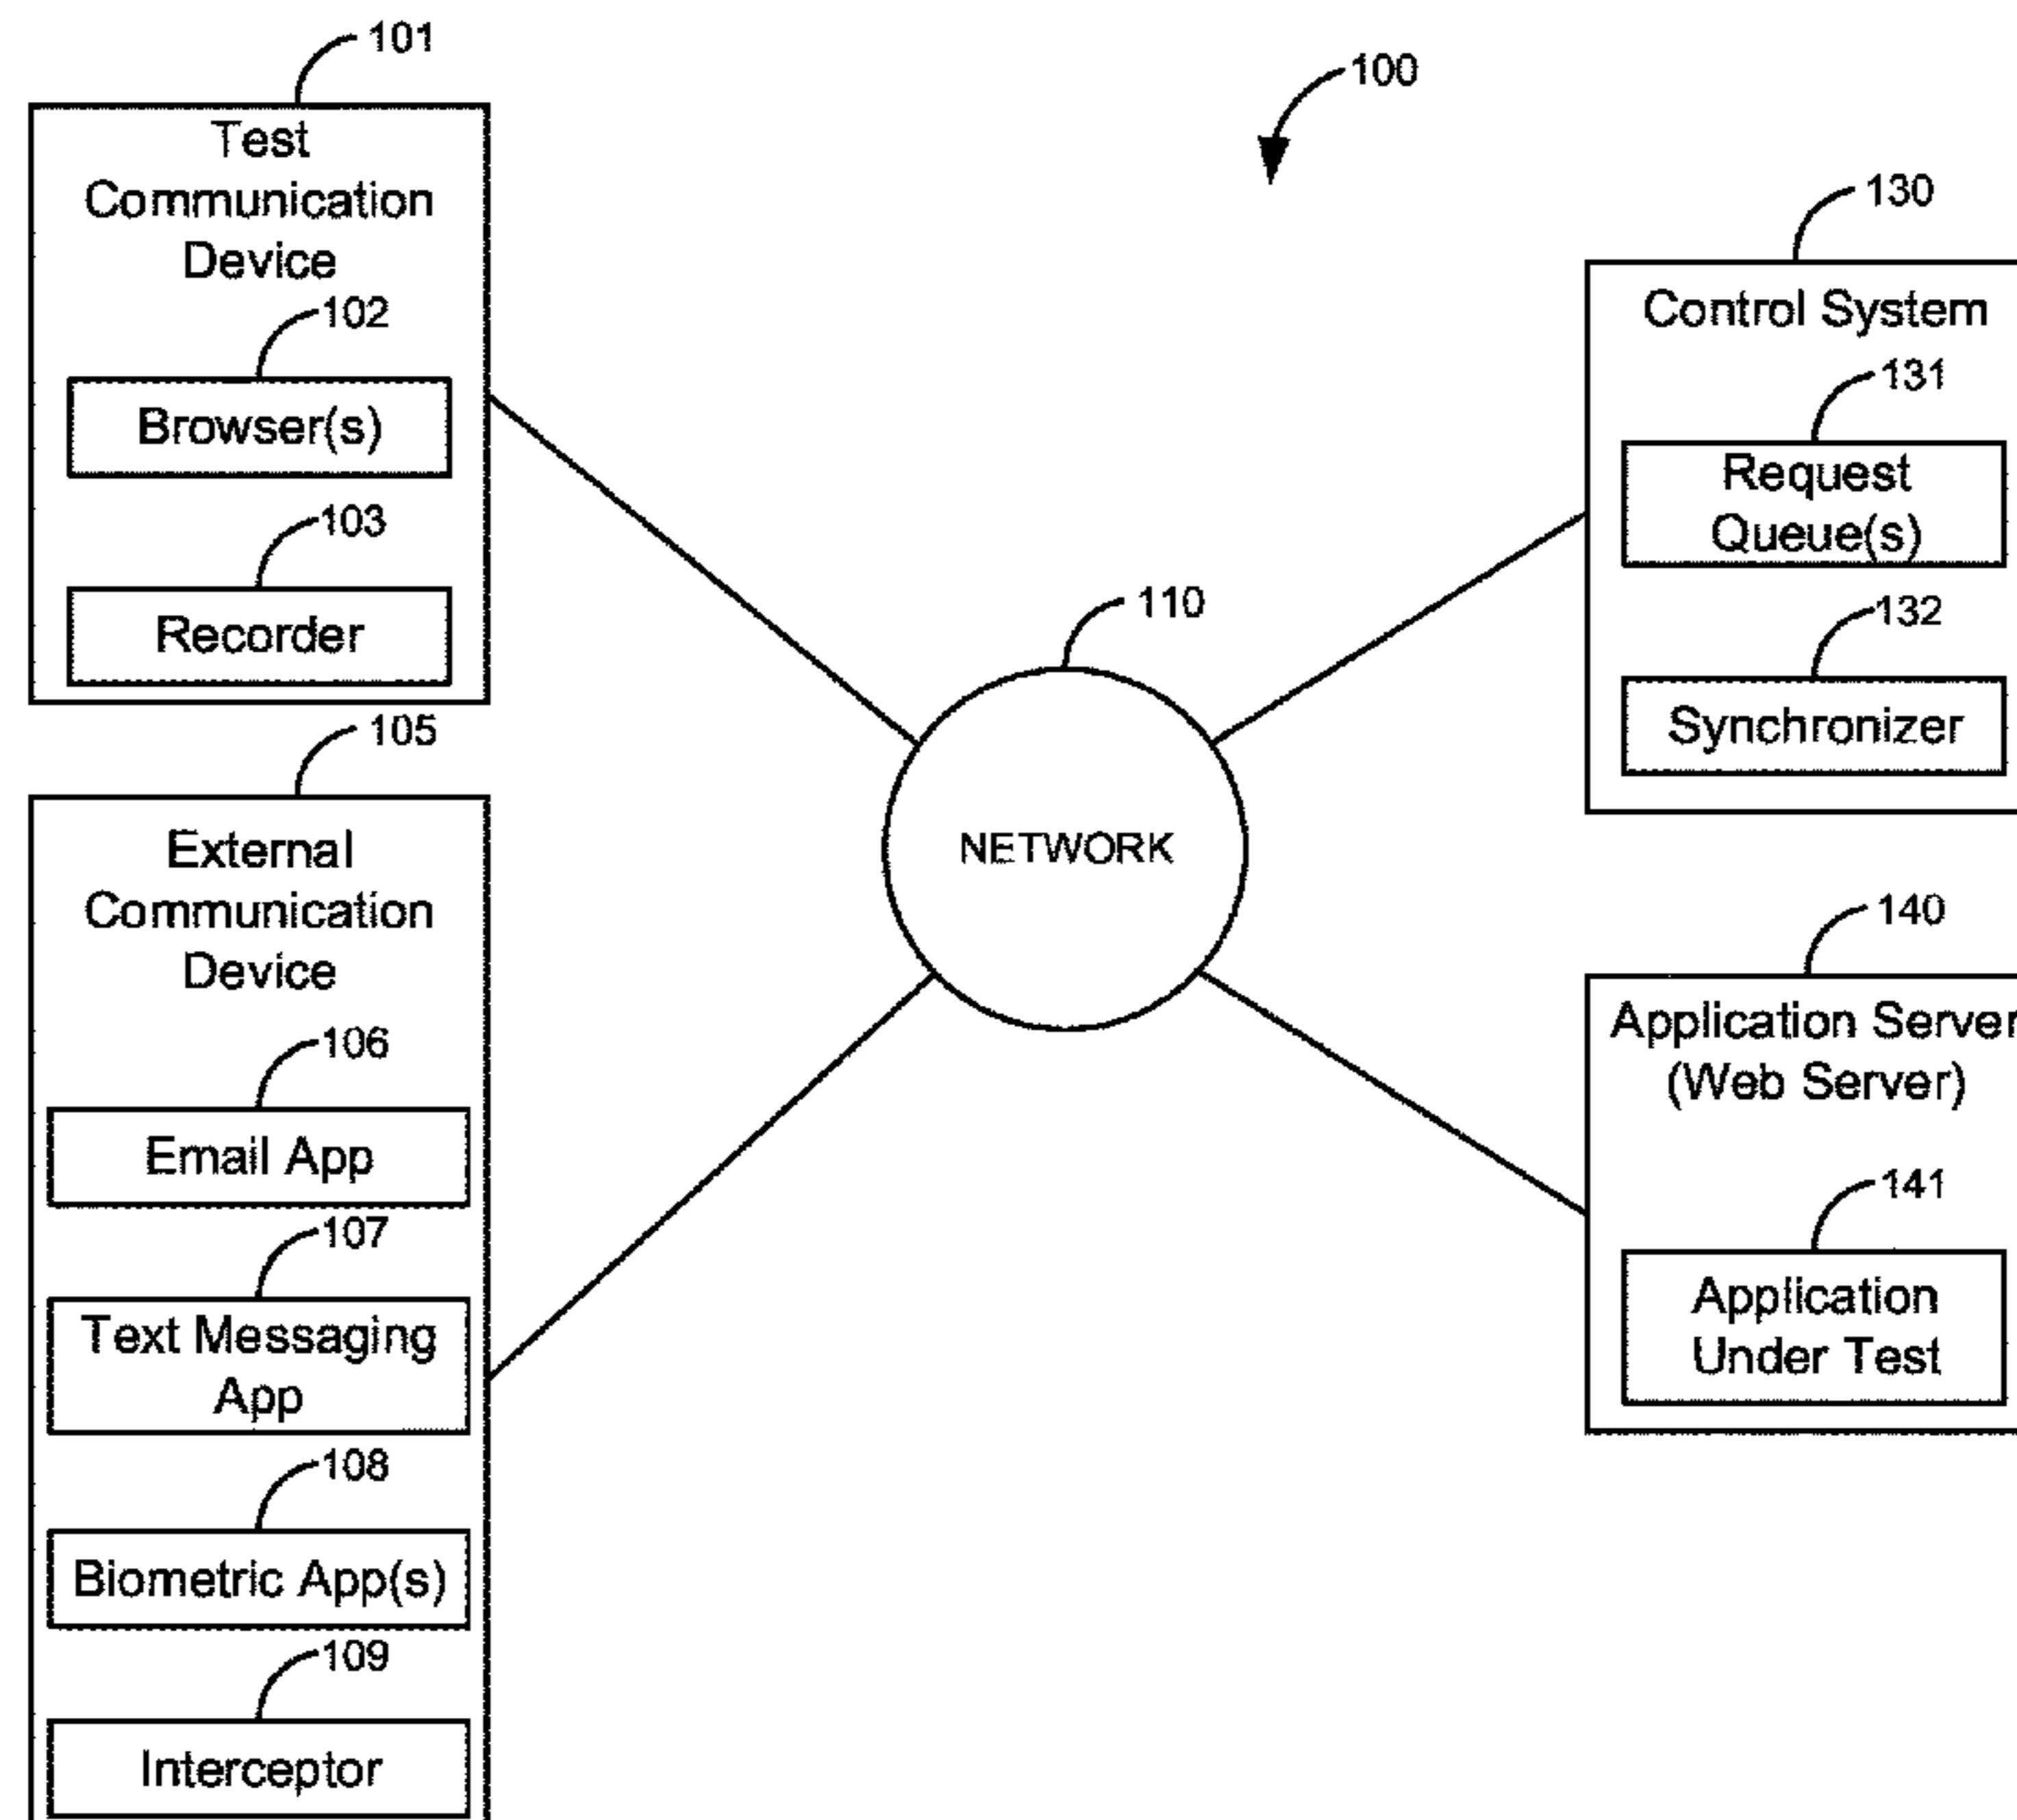 101
Test
Communication
Device
102
Browser(s)
103
Recorder
105
External
Communication
Device
106
Email App
107
Text Messaging
App
108
Biometric App(s)
109
Interceptor
100
110
NETWORK
130
Control System
131
Request
Queue(s)
132
Synchronizer
140
Application Server
(Web Server)
141
Application
Under Test